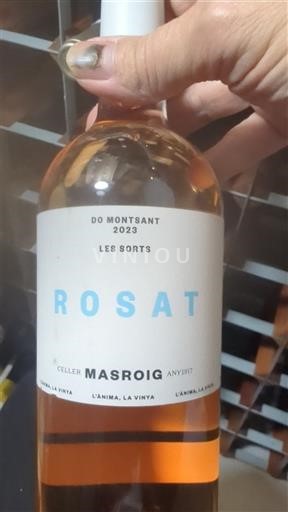 DO MONTSANT
2023
LES SORTS
VINIOU
ROSAT
CELLER MASROIG ANY 1917
L'ÀNIMA, LA VINYA L'ÀNIMA, LA VINYA L'ÀNIMA, LA VINYA